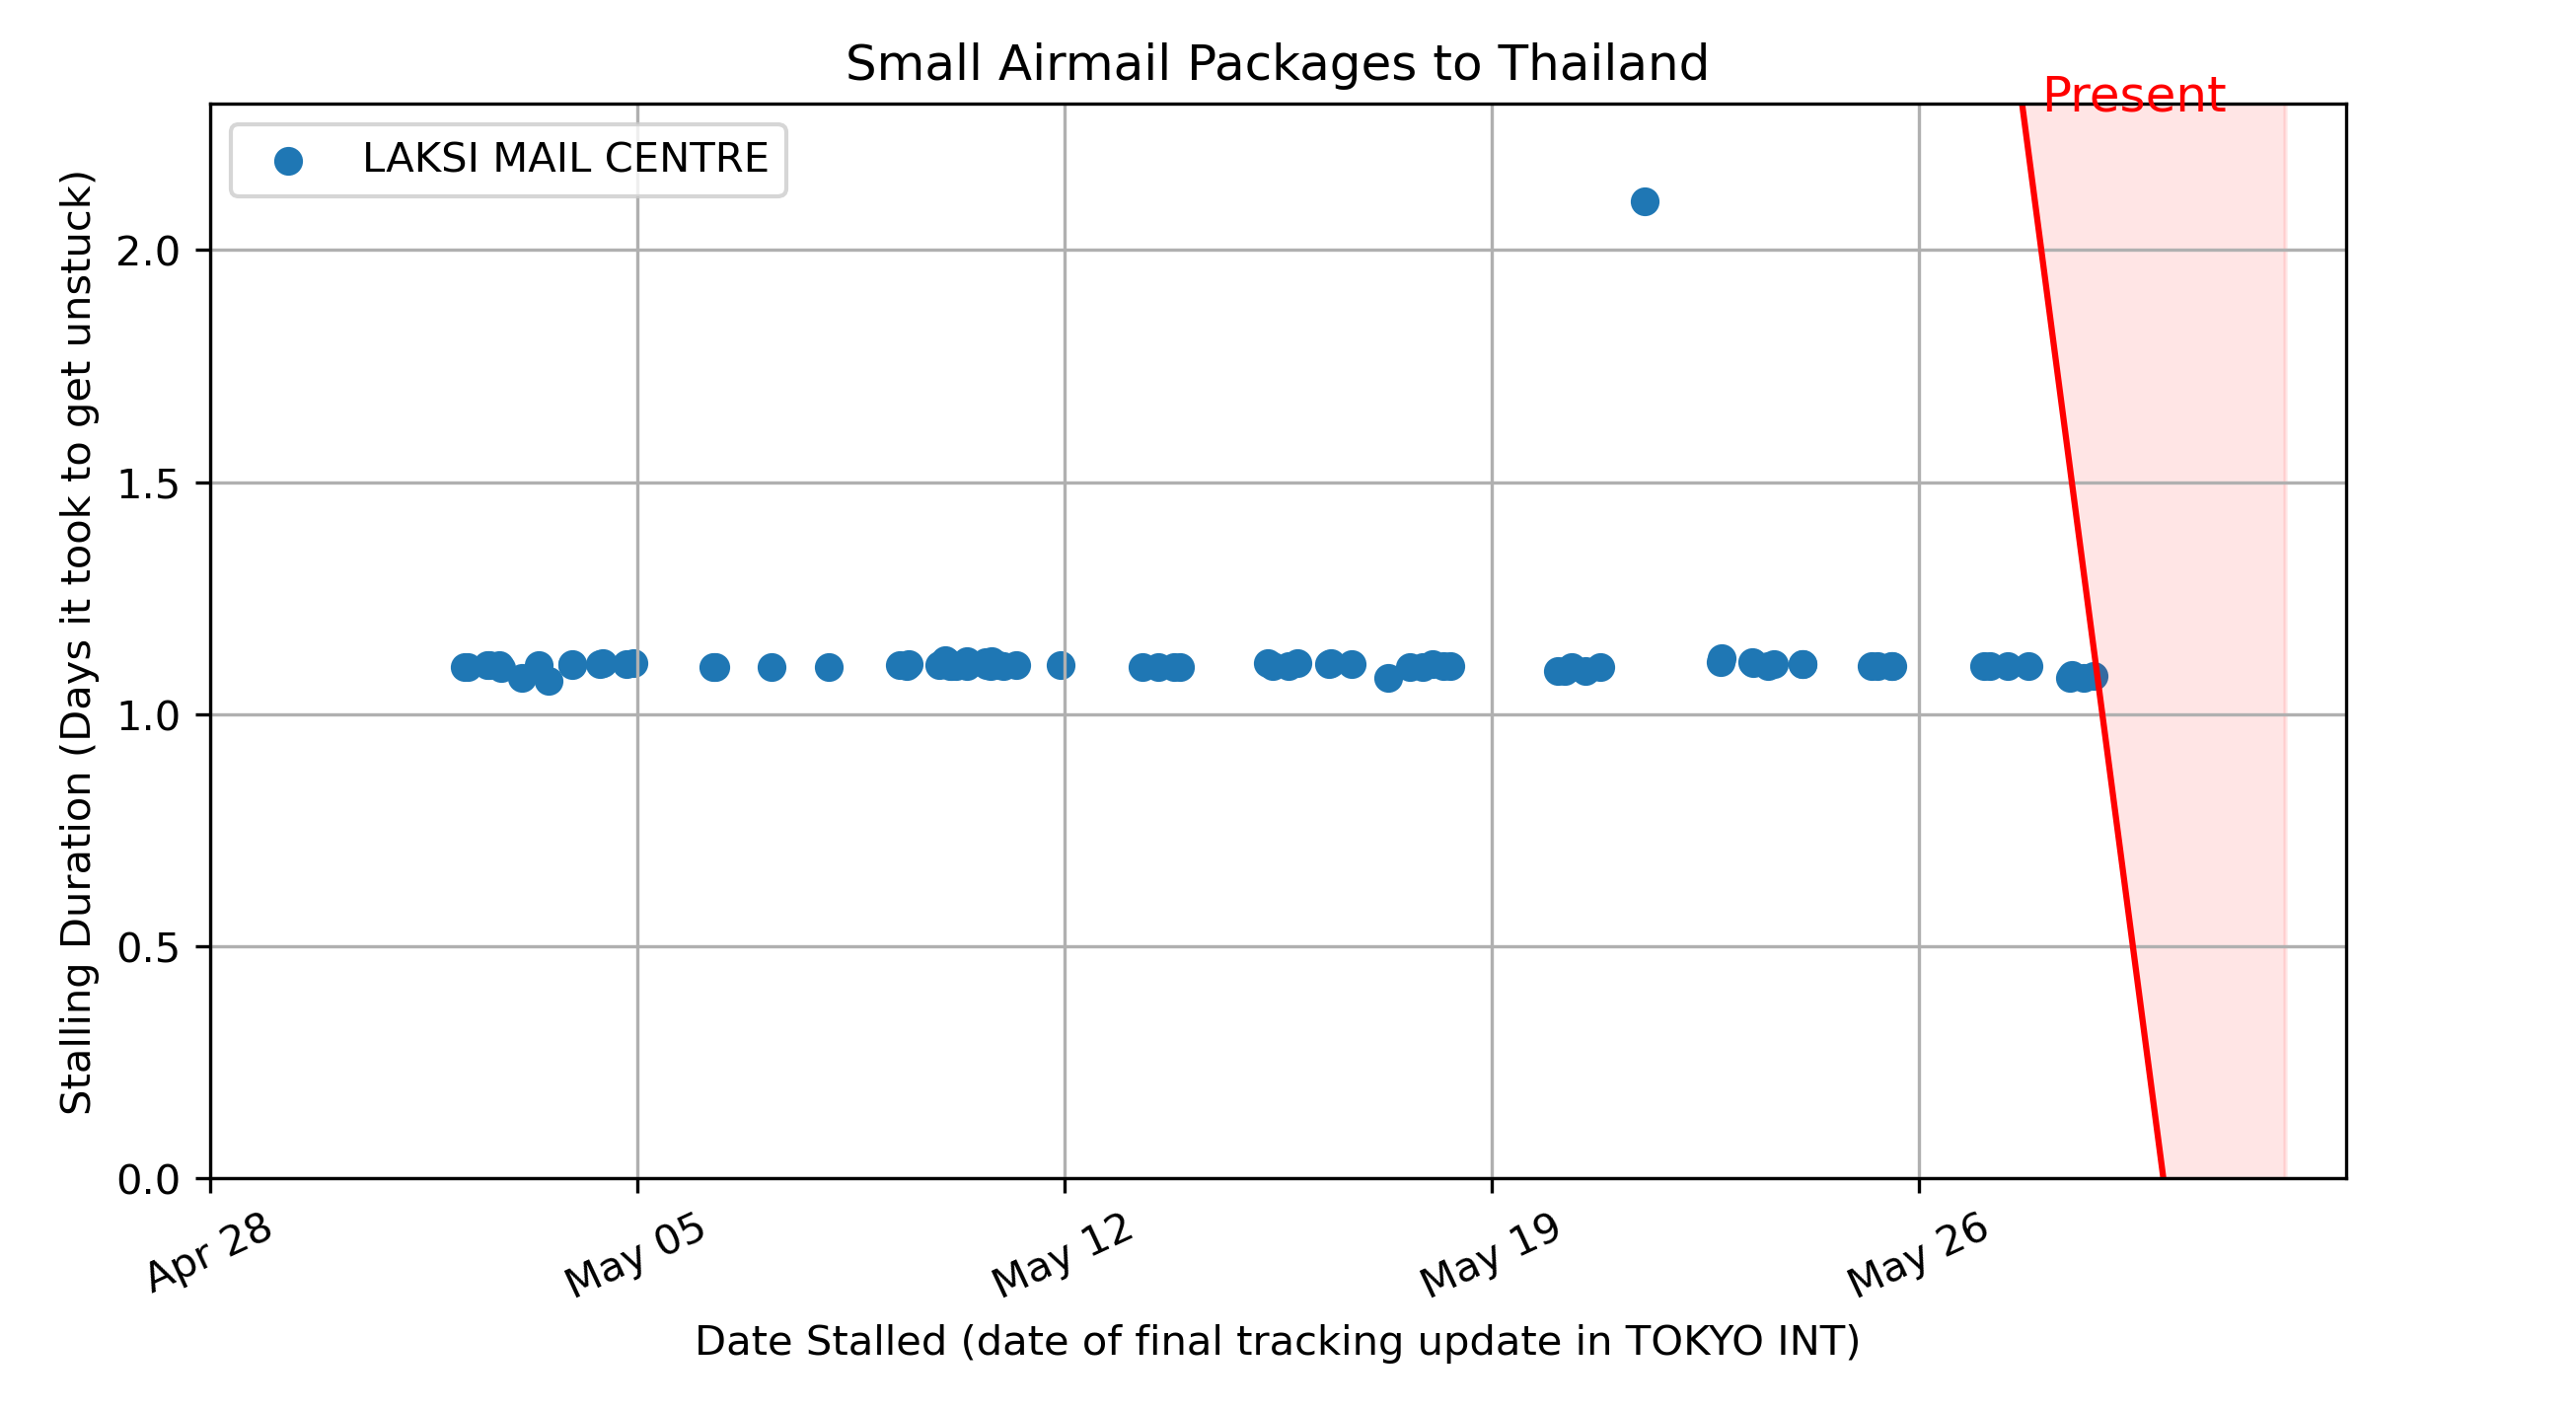 Small Airmail Packages to Thailand
Present
LAKSI MAIL CENTRE
Stalling Duration (Days it took to get unstuck)
2.0
1.5
1.0
0.5
0.0
Apr 28
May 05
May 12
May 19
May 26
Date Stalled (date of final tracking update in TOKYO INT)